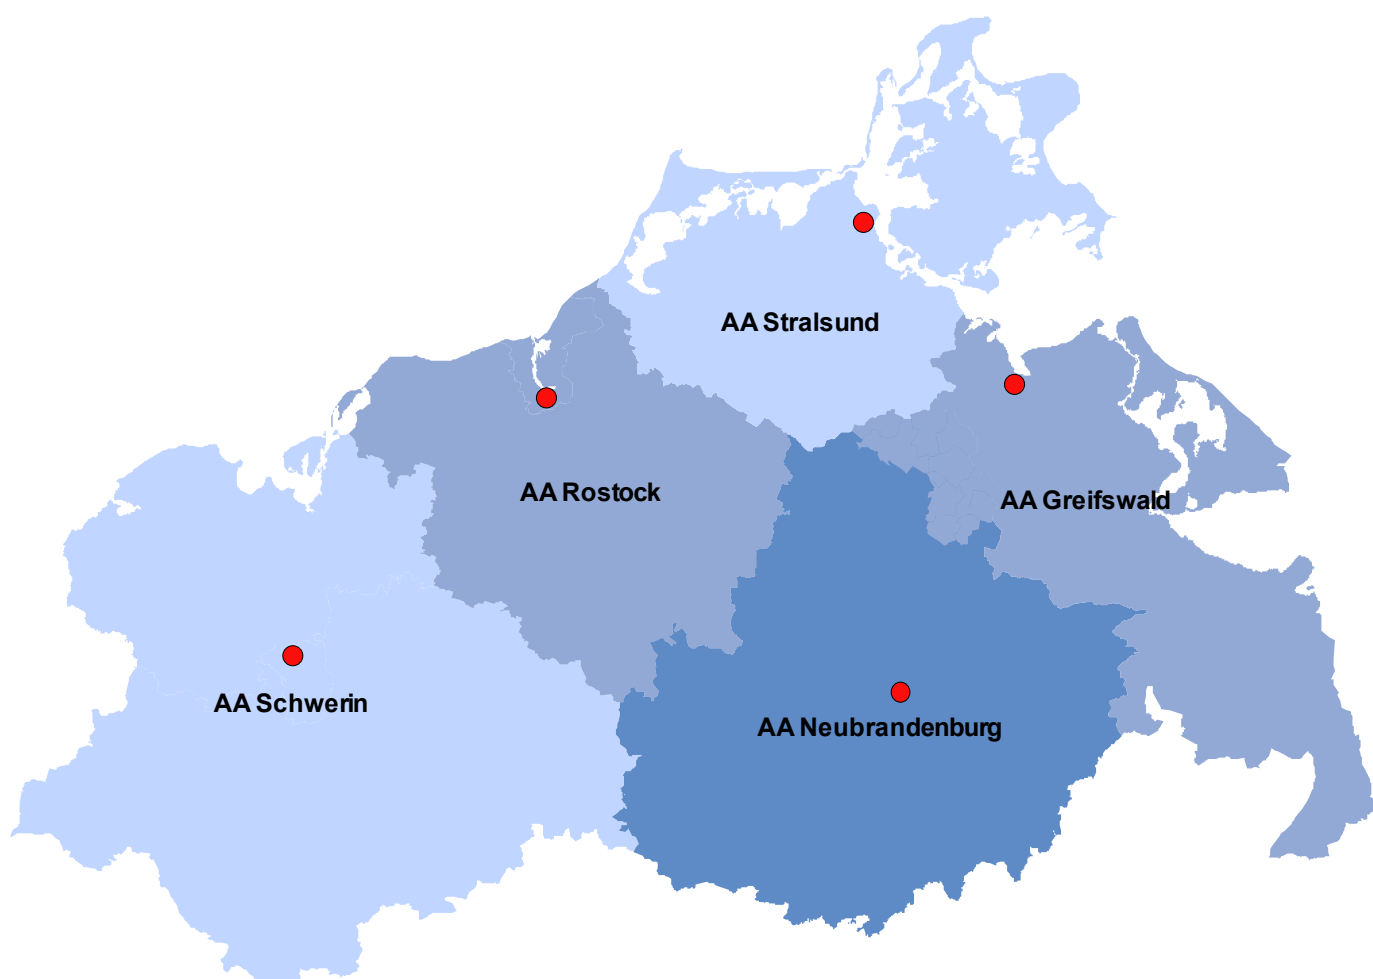 AA Stralsund
AA Rostock
AA Greifswald
AA Schwerin
AA Neubrandenburg